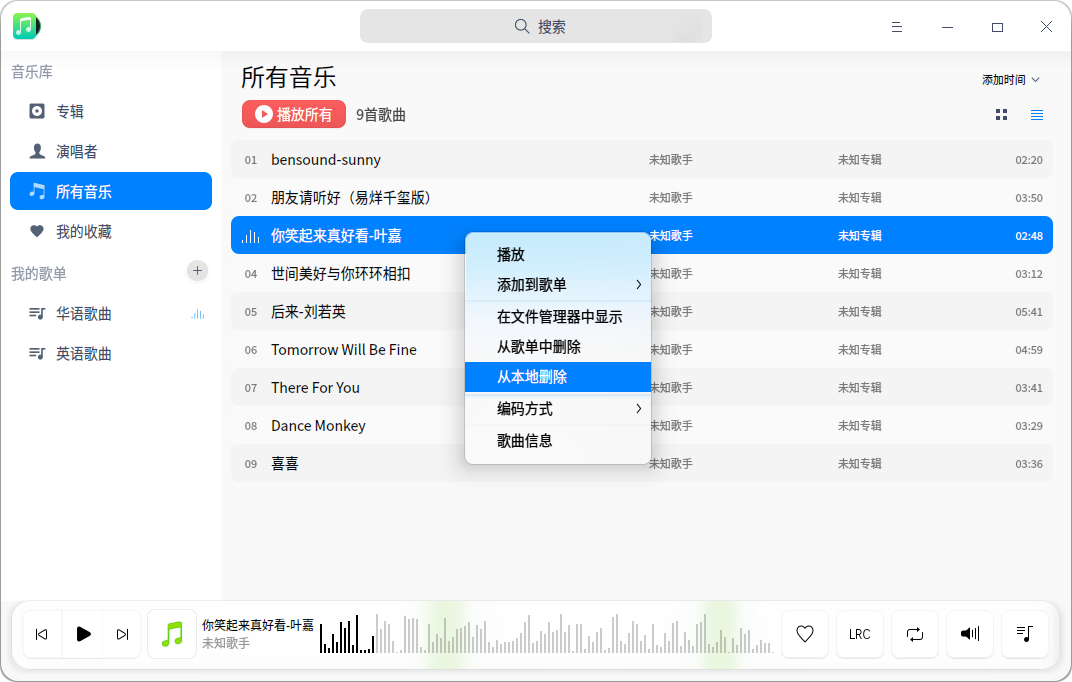 搜索
音乐库
专辑
演唱者
所有音乐
我的收藏
我的歌单
华语歌曲
英语歌曲
所有音乐
添加时间
播放所有 9首歌曲
01 bensound-sunny 未知歌手 未知专辑 02:20
02 朋友请听好（易烊千玺版） 未知歌手 未知专辑 03:50
你笑起来真好看-叶嘉 未知歌手 未知专辑 02:48
04 世间美好与你环环相扣 未知歌手 未知专辑 03:12
05 后来-刘若英 未知歌手 未知专辑 05:41
06 Tomorrow Will Be Fine 未知歌手 未知专辑 04:59
07 There For You 未知歌手 未知专辑 03:41
08 Dance Monkey 未知歌手 未知专辑 03:29
09 喜喜 未知歌手 未知专辑 03:36
播放
添加到歌单
在文件管理器中显示
从歌单中删除
从本地删除
编码方式
歌曲信息
你笑起来真好看-叶嘉
未知歌手
LRC